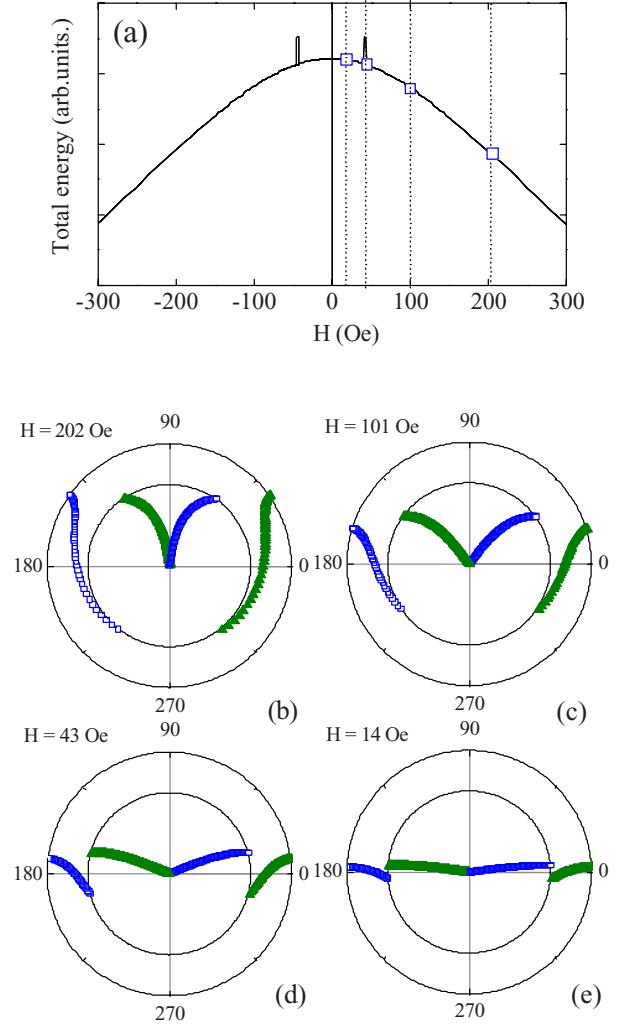 (a)
Total energy (arb.units.)
-300 -200 -100 0 100 200 300
H (Oe)
H = 202 Oe
90
180
0
270
(b)
H = 101 Oe
90
180
0
270
(c)
H = 43 Oe
90
180
0
270
(d)
H = 14 Oe
90
180
0
270
(e)